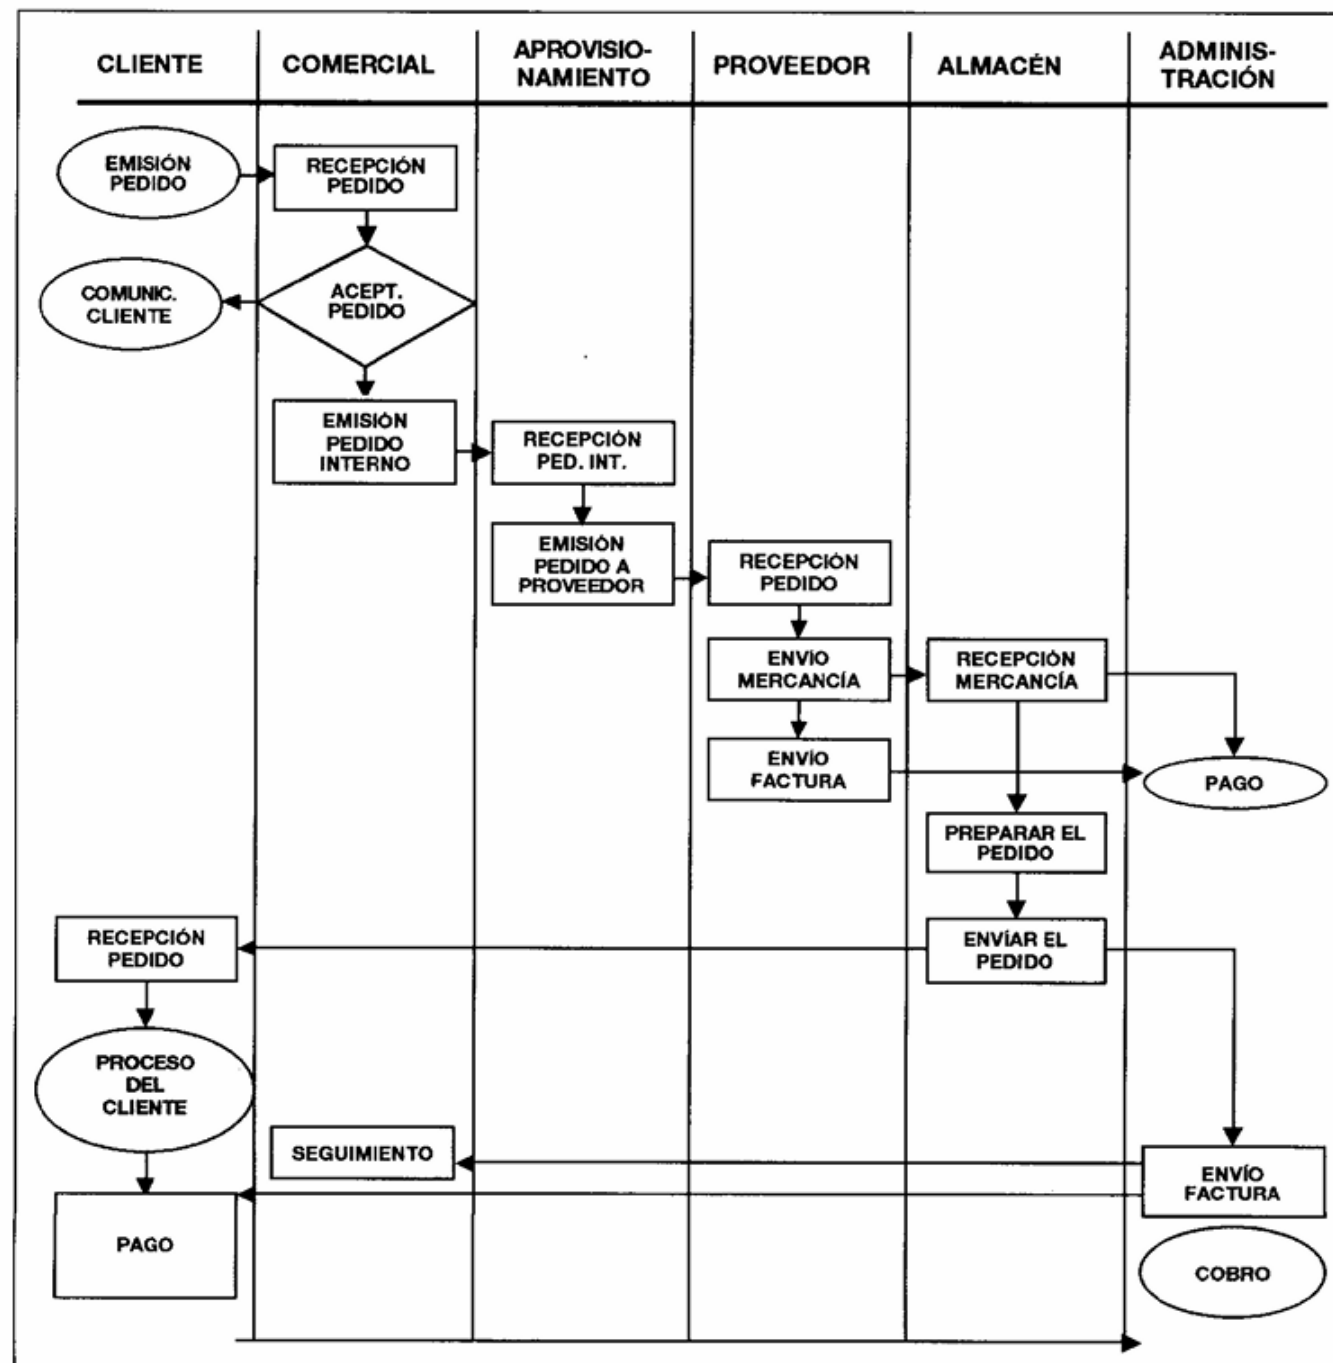 CLIENTE
COMERCIAL
APROVISIO-
NAMIENTO
PROVEEDOR
ALMACÉN
ADMINIS-
TRACIÓN
EMISIÓN
PEDIDO
RECEPCIÓN
PEDIDO
COMUNIC.
CLIENTE
ACEPT.
PEDIDO
EMISIÓN
PEDIDO
INTERNO
RECEPCIÓN
PED. INT.
EMISIÓN
PEDIDO A
PROVEEDOR
RECEPCIÓN
PEDIDO
ENVÍO
MERCANCÍA
RECEPCIÓN
MERCANCÍA
ENVÍO
FACTURA
PAGO
PREPARAR EL
PEDIDO
RECEPCIÓN
PEDIDO
ENVÍAR EL
PEDIDO
PROCESO
DEL
CLIENTE
SEGUIMIENTO
ENVÍO
FACTURA
PAGO
COBRO